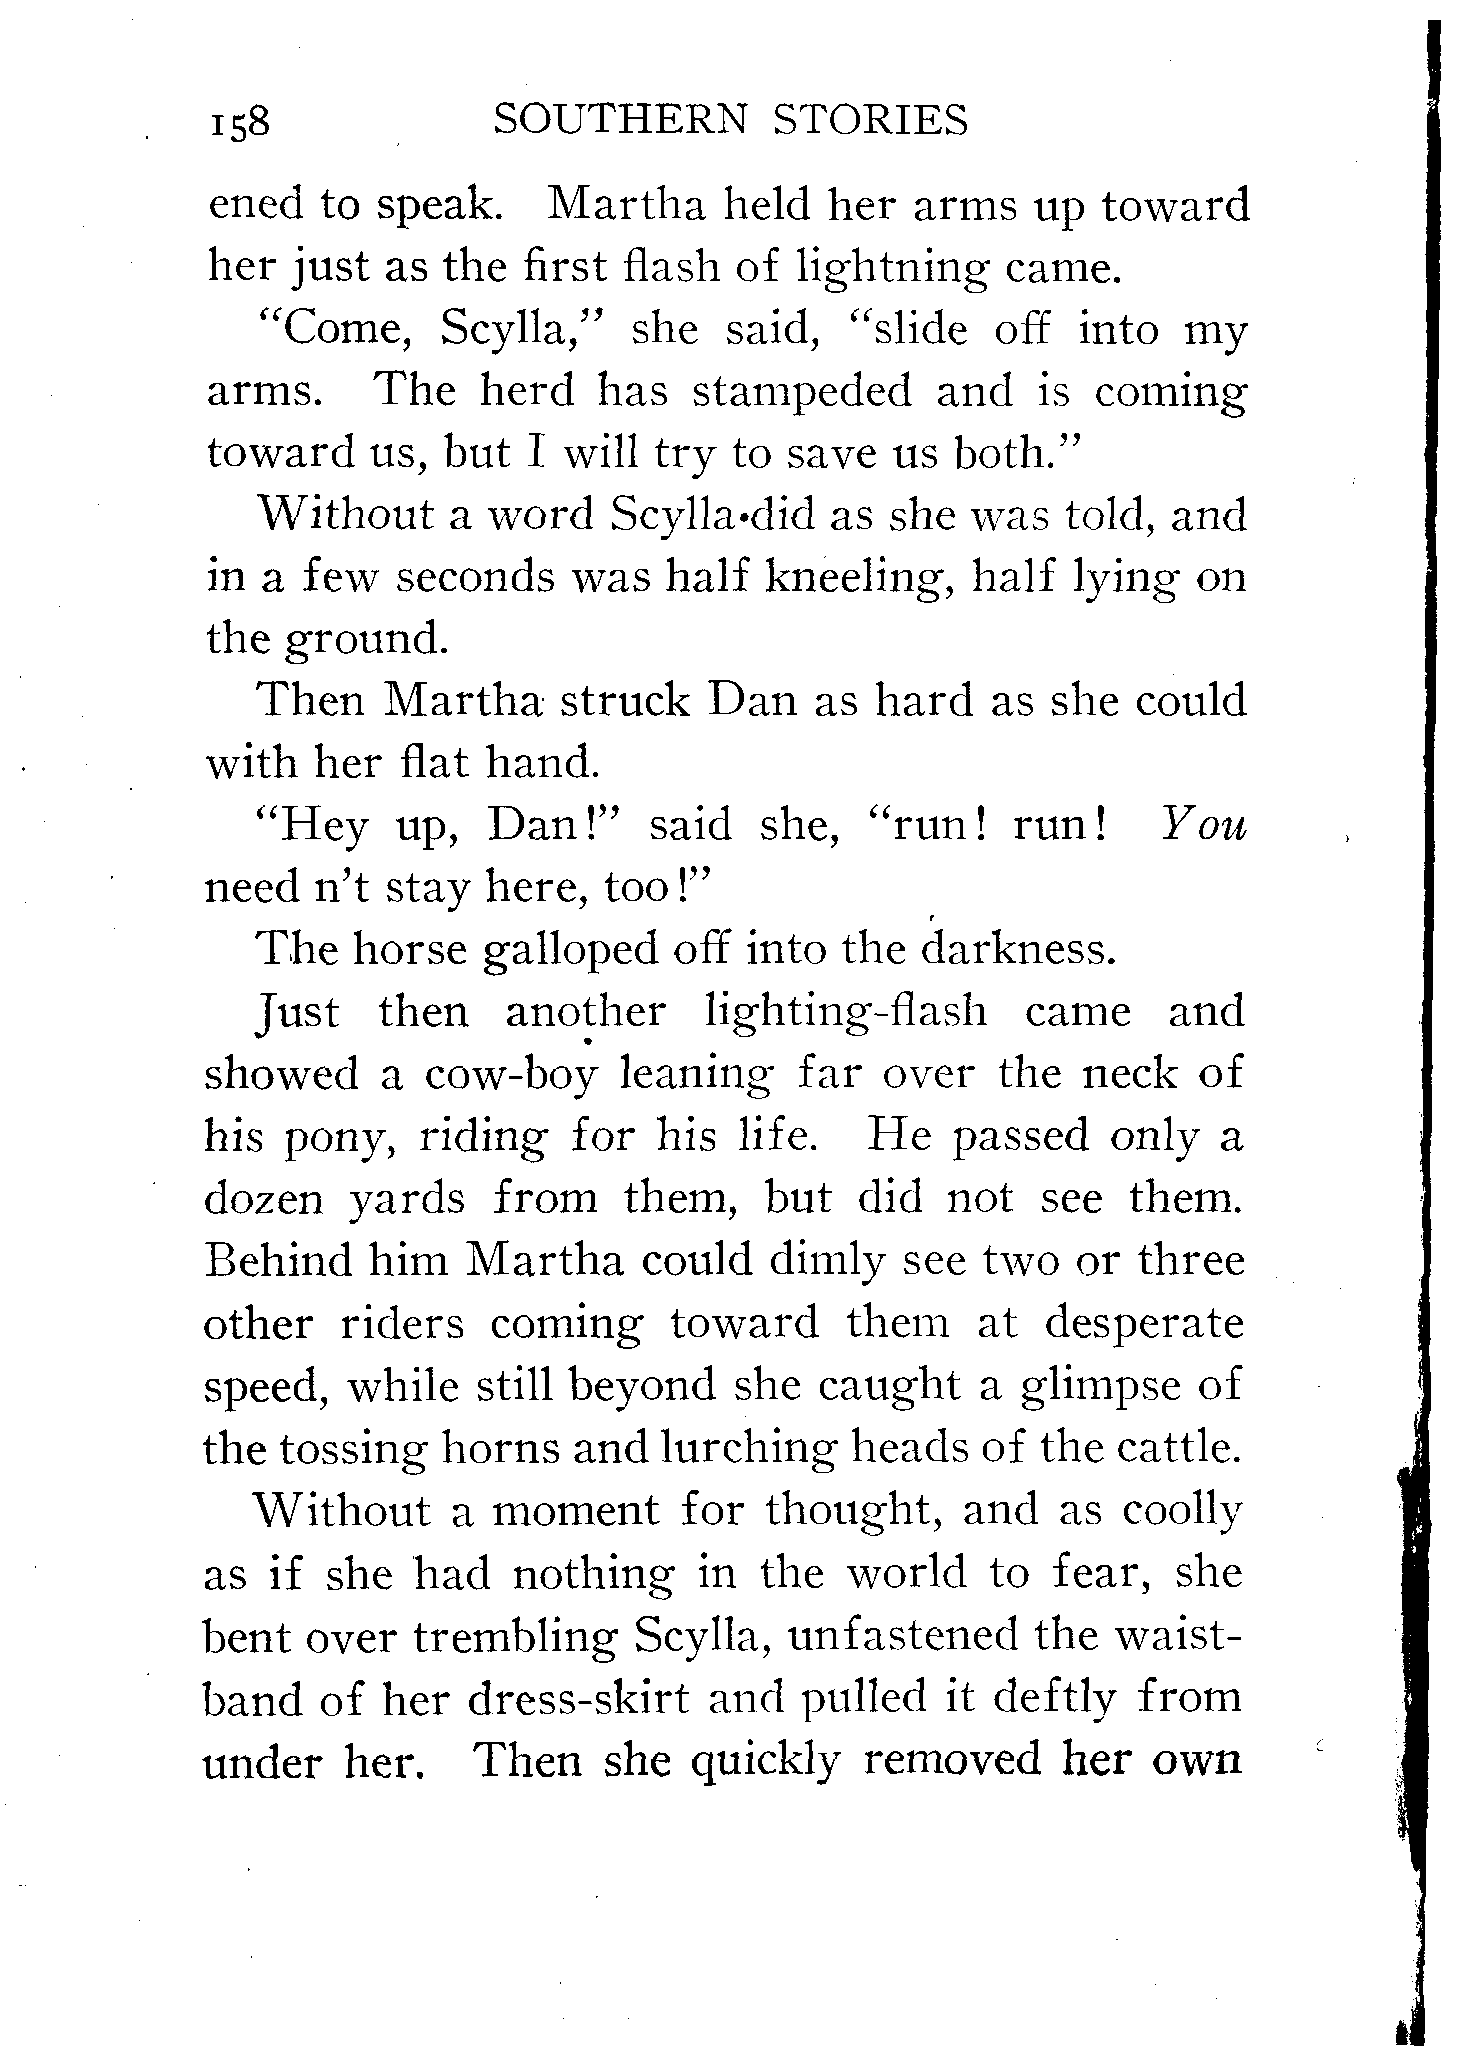 158 SOUTHERN STORIES
ened to speak. Martha held her arms up toward
her just as the first flash of lightning came.
“Come, Scylla,” she said, “slide off into my
arms. The herd has stampeded and is coming
toward us, but I will try to save us both.”
Without a word Scylla did as she was told, and
in a few seconds was half kneeling, half lying on
the ground.
Then Martha struck Dan as hard as she could
with her flat hand.
“Hey up, Dan!” said she, “run! run! You
need n’t stay here, too!”
The horse galloped off into the darkness.
Just then another lighting-flash came and
showed a cow-boy leaning far over the neck of
his pony, riding for his life. He passed only a
dozen yards from them, but did not see them.
Behind him Martha could dimly see two or three
other riders coming toward them at desperate
speed, while still beyond she caught a glimpse of
the tossing horns and lurching heads of the cattle.
Without a moment for thought, and as coolly
as if she had nothing in the world to fear, she
bent over trembling Scylla, unfastened the waist-
band of her dress-skirt and pulled it deftly from
under her. Then she quickly removed her own